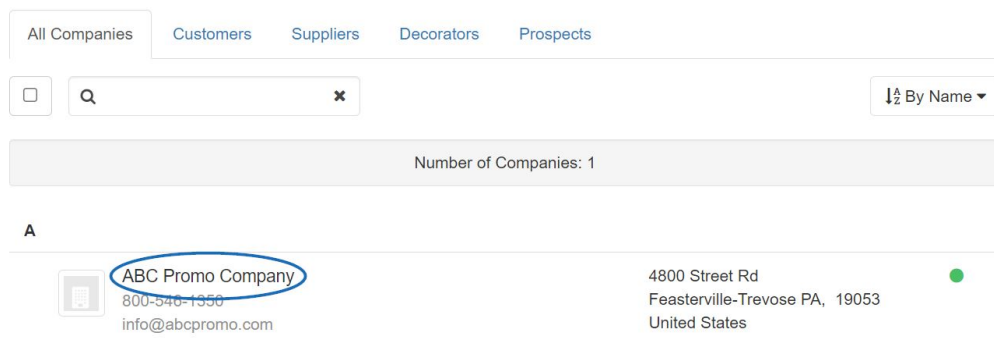 All Companies Customers Suppliers Decorators Prospects
By Name
Number of Companies: 1
A
ABC Promo Company
800-546-1350
info@abcpromo.com
4800 Street Rd
Feasterville-Trevose PA, 19053
United States